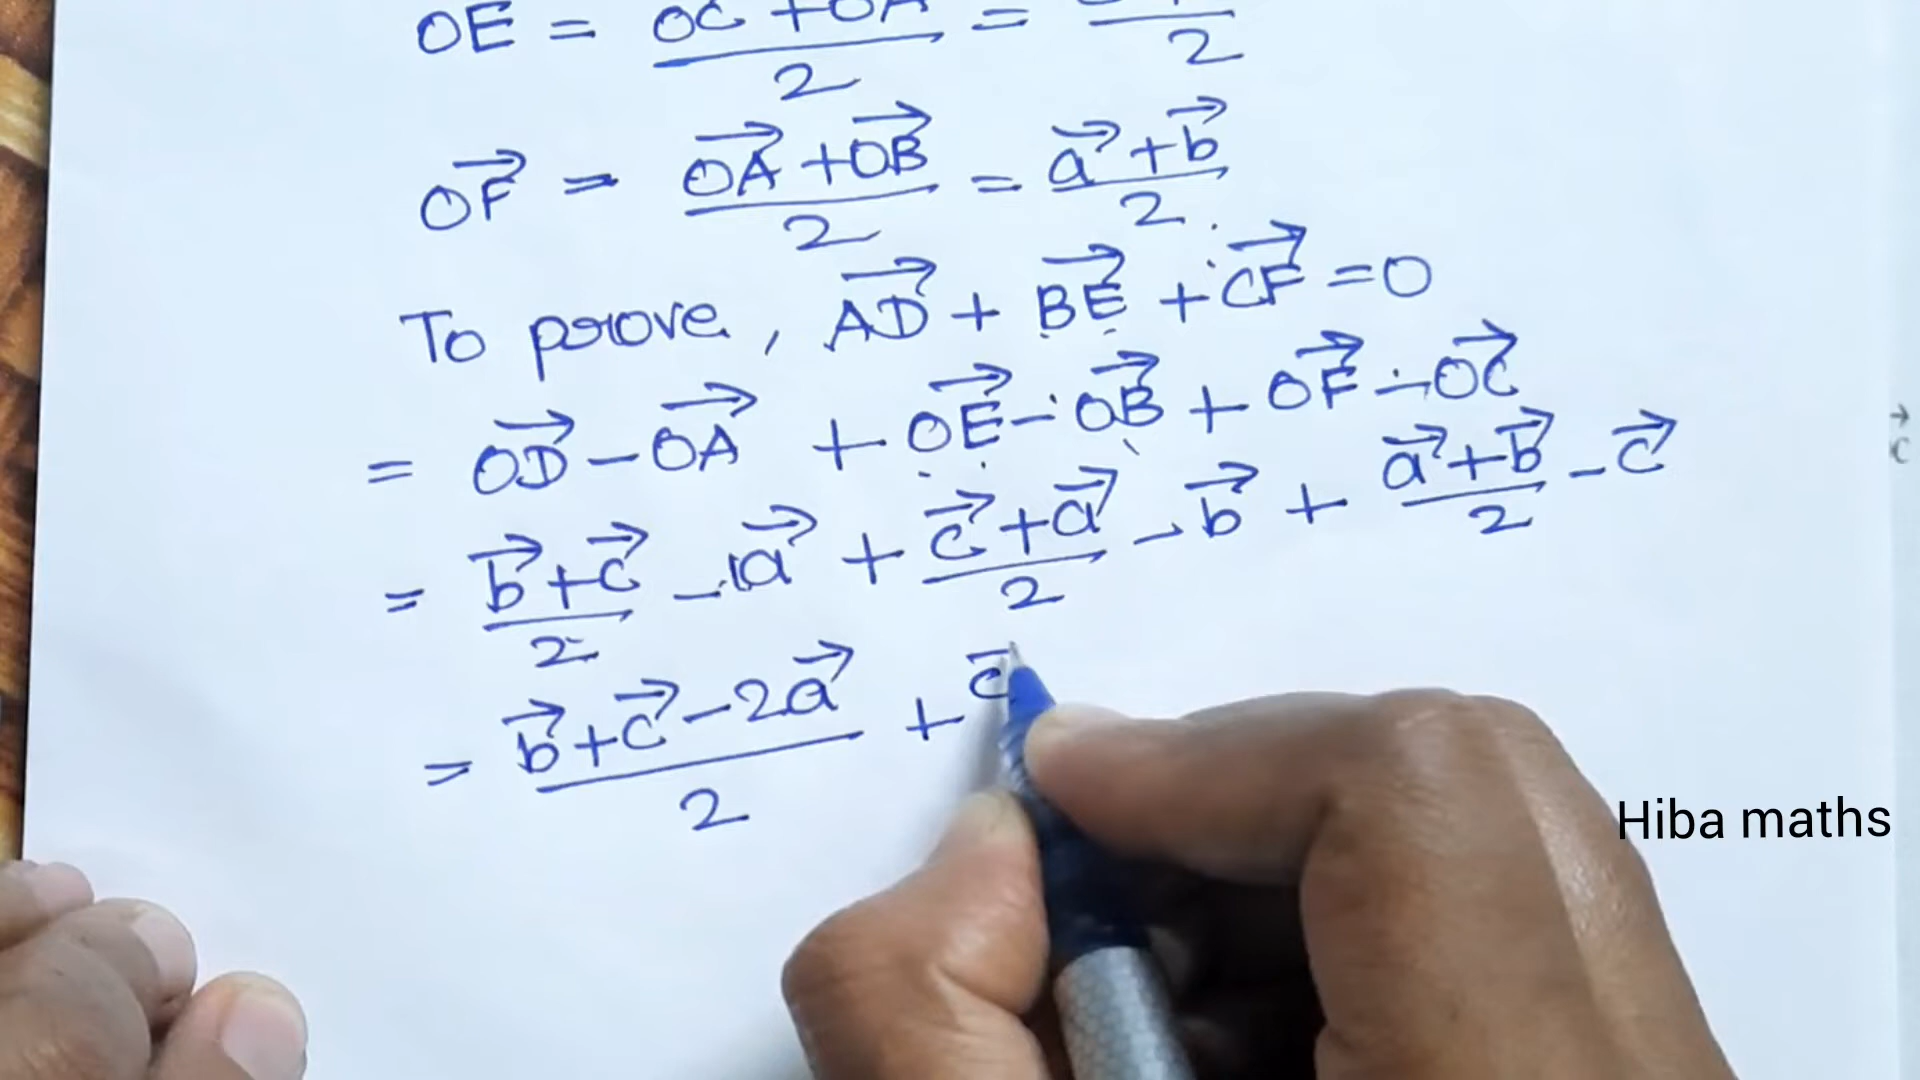 OE = OC + OA / 2 = / 2
OF⃗ = OA⃗ + OB⃗ / 2 = a⃗ + b⃗ / 2
To prove, AD⃗ + BE⃗ + CF⃗ = 0
= OD⃗ - OA⃗ + OE⃗ - OB⃗ + OF⃗ - OC⃗
= b⃗ + c⃗ / 2 - a⃗ + c⃗ + a⃗ / 2 - b⃗ + a⃗ + b⃗ / 2 - c⃗
= b⃗ + c⃗ - 2a⃗ / 2 + c
Hiba maths
c⃗